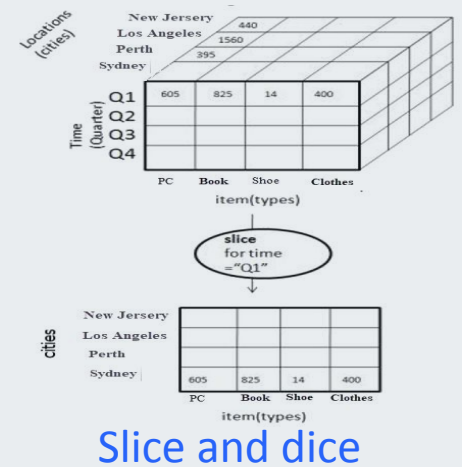 Locations
(cities)
New Jersery
Los Angeles
Perth
Sydney
440
1560
395
Time
(Quarter)
Q1
Q2
Q3
Q4
605 825 14 400
PC Book Shoe Clothes
item(types)
slice
for time
="Q1"
cities
New Jersery
Los Angeles
Perth
Sydney
605 825 14 400
PC Book Shoe Clothes
item(types)
Slice and dice